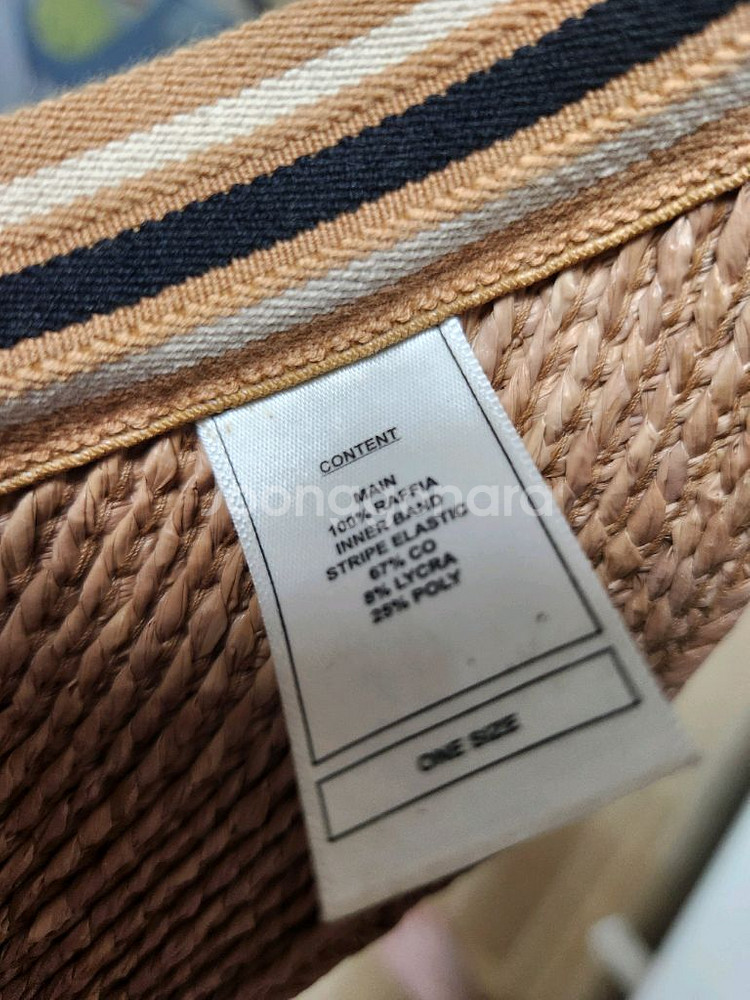 CONTENT
MAIN
100% RAFFIA
INNER BAND
STRIPE ELASTIC
67% CO
8% LYCRA
25% POLY
ONE SIZE